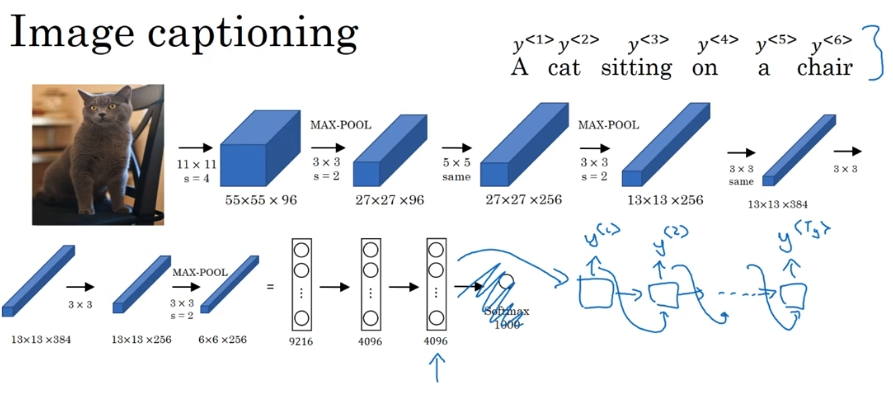 Image captioning
y<1> y<2> y<3> y<4> y<5> y<6>
A cat sitting on a chair
MAX-POOL MAX-POOL
11 × 11 3 × 3 5 × 5 3 × 3 3 × 3 3 × 3
s = 4 s = 2 same s = 2 same
55×55 × 96 27×27 ×96 27×27 ×256 13×13 ×256 13×13 ×384
y<1> y<2> y<Ty>
MAX-POOL
3 × 3 3 × 3 =
s = 2
Softmax
1000
13×13 ×384 13×13 ×256 6×6 ×256 9216 4096 4096